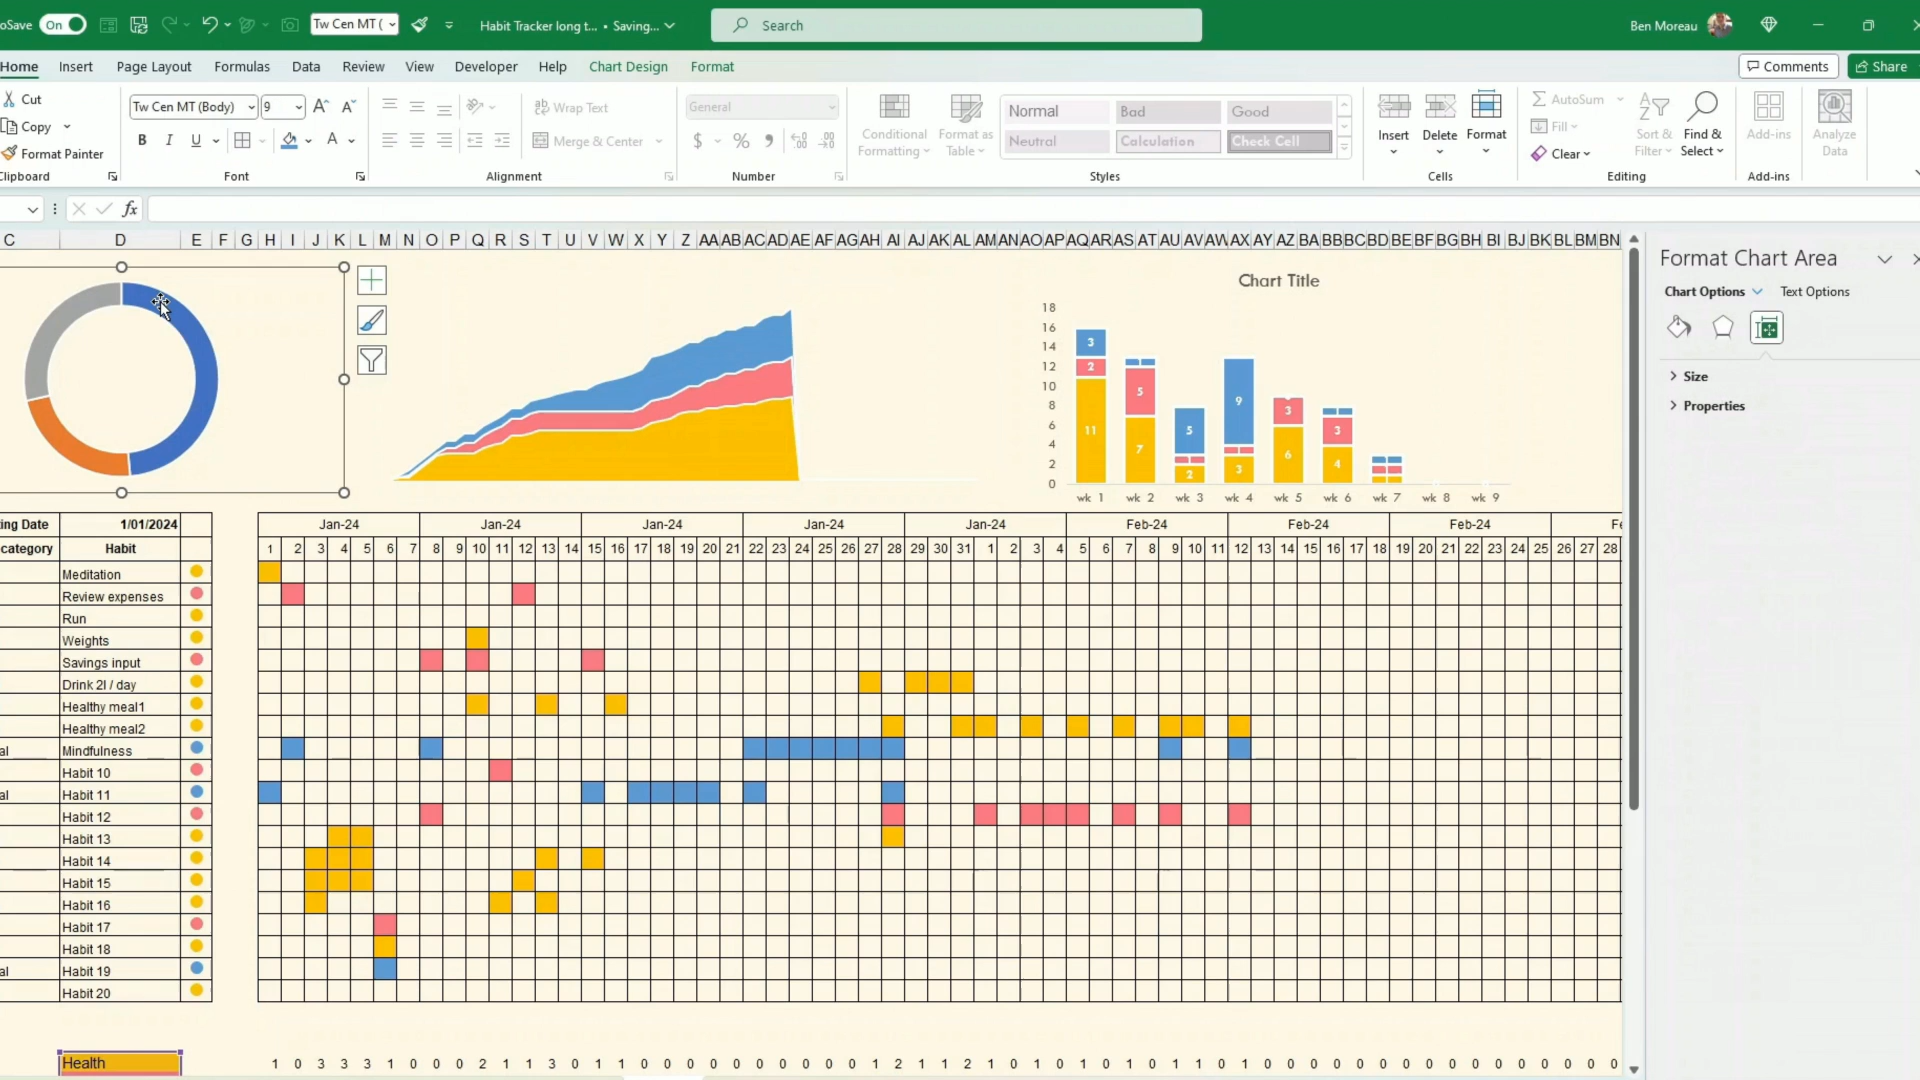 oSave On Tw Cen MT ( Habit Tracker long t... • Saving... Search Ben Moreau
Home Insert Page Layout Formulas Data Review View Developer Help Chart Design Format Comments Share
Cut Tw Cen MT (Body) 9 A^ A˅ ab Wrap Text General Normal Bad Good AutoSum
Copy B I U A Merge & Center $ % , Neutral Calculation Check Cell Conditional Formatting Format as Table Insert Delete Format Fill Sort & Filter Find & Select Add-ins Analyze Data
Format Painter Clear
Clipboard Font Alignment Number Styles Cells Editing Add-ins
fx
C D E F G H I J K L M N O P Q R S T U V W X Y Z AA AB AC AD AE AF AG AH AI AJ AK AL AM AN AO AP AQ AR AS AT AU AV AW AX AY AZ BA BB BC BD BE BF BG BH BI BJ BK BL BM BN
Format Chart Area
Chart Options Text Options
Size
Properties
Chart Title
18
16
14
12
10
8
6
4
2
0
3 2 11
5 7
5 2
9 3
3 6
3 4
wk 1 wk 2 wk 3 wk 4 wk 5 wk 6 wk 7 wk 8 wk 9
ting Date 1/01/2024 Jan-24 Jan-24 Jan-24 Jan-24 Jan-24 Feb-24 Feb-24 Feb-24 Fe
category Habit 1 2 3 4 5 6 7 8 9 10 11 12 13 14 15 16 17 18 19 20 21 22 23 24 25 26 27 28 29 30 31 1 2 3 4 5 6 7 8 9 10 11 12 13 14 15 16 17 18 19 20 21 22 23 24 25 26 27 28
Meditation
Review expenses
Run
Weights
Savings input
Drink 2l / day
Healthy meal1
Healthy meal2
al Mindfulness
Habit 10
al Habit 11
Habit 12
Habit 13
Habit 14
Habit 15
Habit 16
Habit 17
Habit 18
al Habit 19
Habit 20
Health 1 0 3 3 3 1 0 0 0 2 1 1 3 0 1 1 0 0 0 0 0 0 0 0 0 0 1 2 1 1 2 1 0 1 0 1 0 1 0 1 1 0 1 0 0 0 0 0 0 0 0 0 0 0 0 0 0 0 0